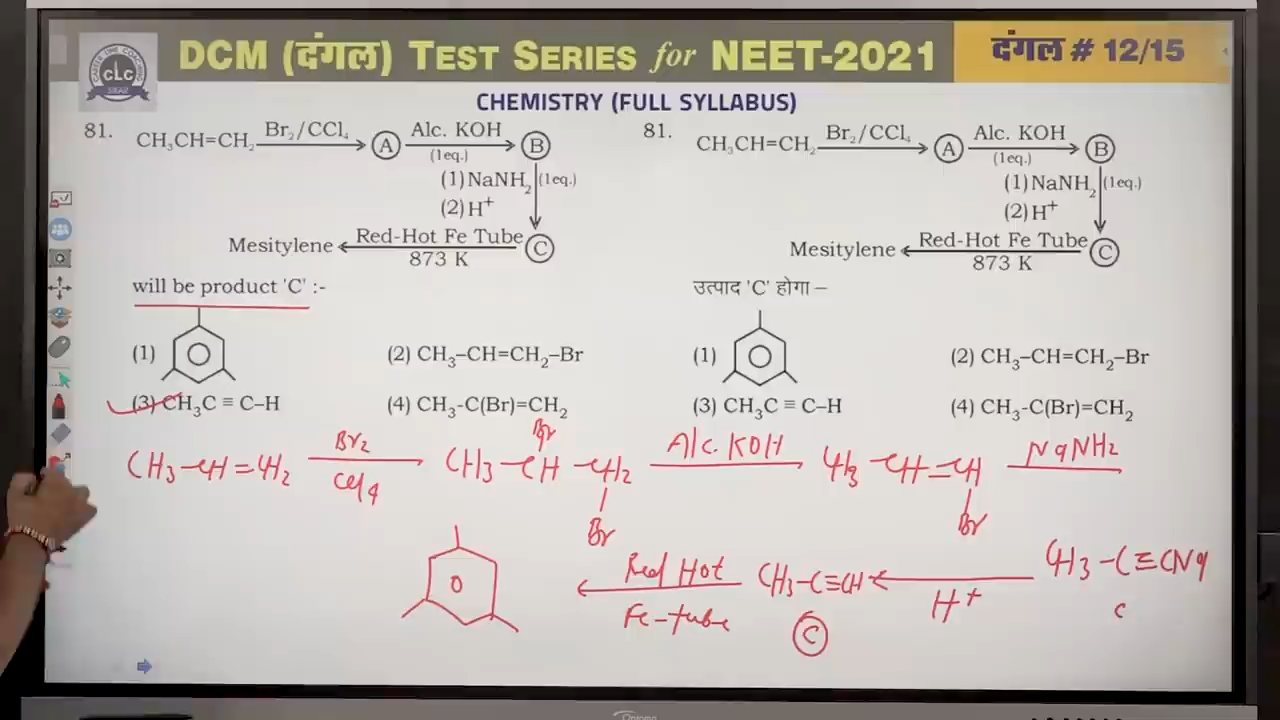 DCM (दंगल) TEST SERIES for NEET-2021
दंगल # 12/15
CLC
CHEMISTRY (FULL SYLLABUS)
81. CH₃CH=CH₂ Br₂/CCl₄ A Alc. KOH (1eq.) B
(1)NaNH₂ (1eq.)
(2)H⁺
Mesitylene Red-Hot Fe Tube 873 K C
will be product 'C' :-
(1)
(2) CH₃–CH=CH₂–Br
(3) CH₃C ≡ C–H
(4) CH₃-C(Br)=CH₂
81. CH₃CH=CH₂ Br₂/CCl₄ A Alc. KOH (1eq.) B
(1)NaNH₂ (1eq.)
(2)H⁺
Mesitylene Red-Hot Fe Tube 873 K C
उत्पाद 'C' होगा –
(1)
(2) CH₃–CH=CH₂–Br
(3) CH₃C ≡ C–H
(4) CH₃-C(Br)=CH₂
Br
CH₃–CH=CH₂ Br₂ CCl₄ CH₃–CH–CH₂ Alc. KOH CH₃–CH=CH NaNH₂
Br Br
Red Hot Fe-tube CH₃–C≡CH H⁺ CH₃–C≡CNa
C